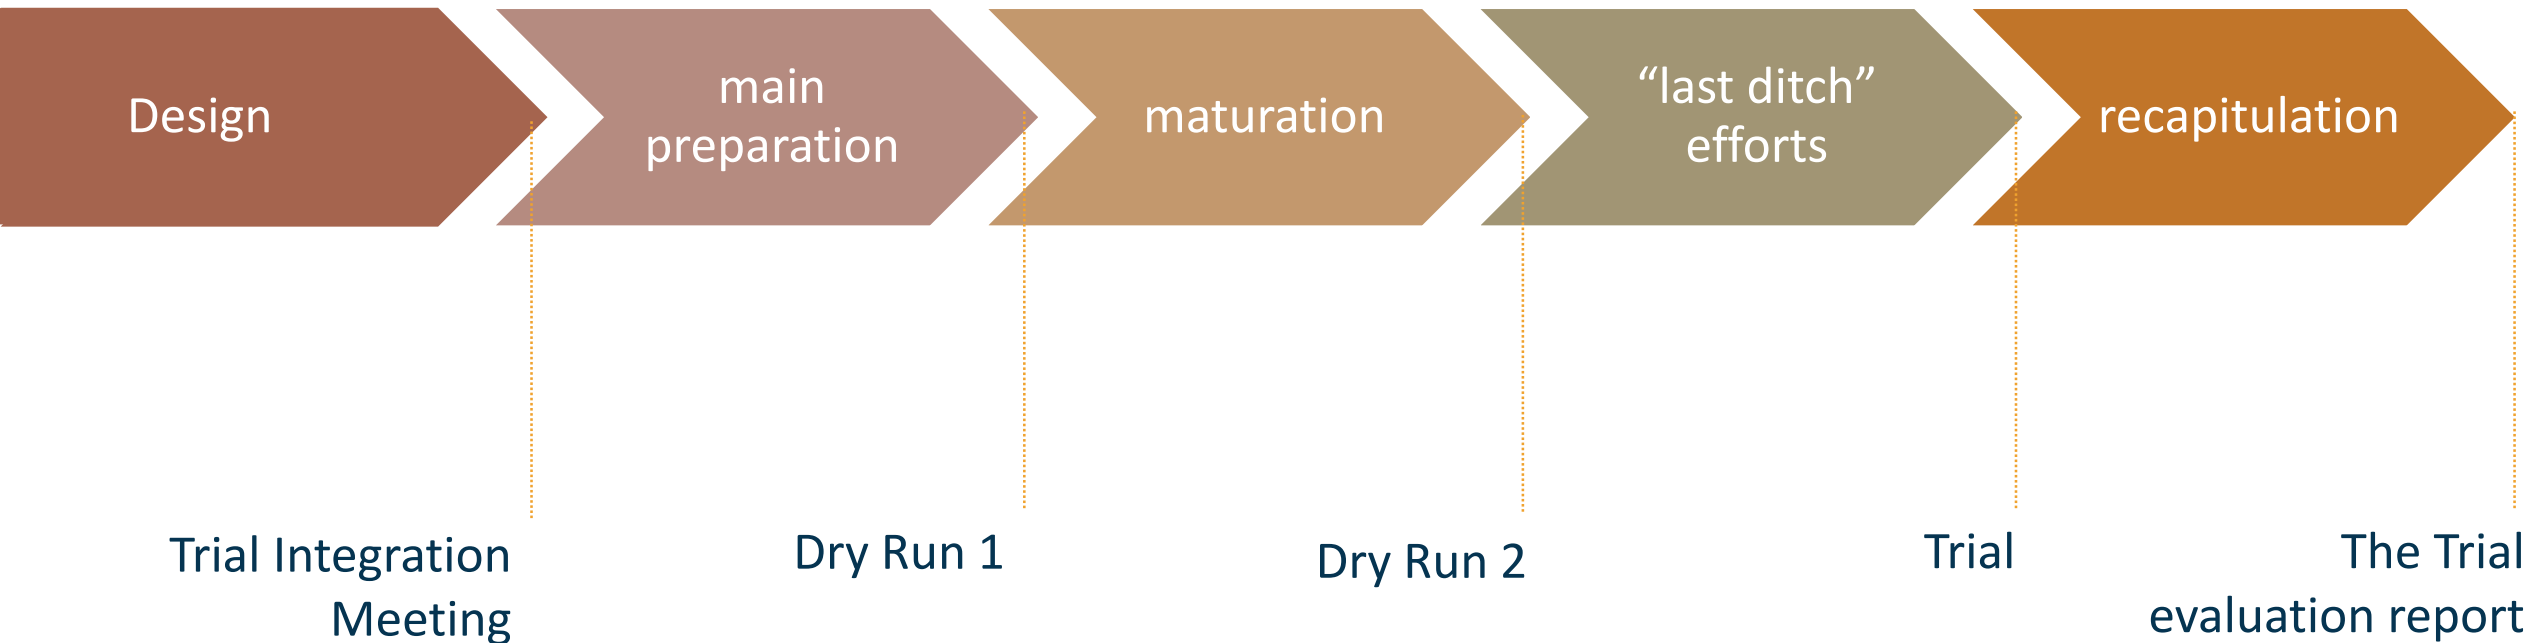 Design
main
preparation
maturation
“last ditch”
efforts
recapitulation
Trial Integration
Meeting
Dry Run 1
Dry Run 2
Trial
The Trial
evaluation report